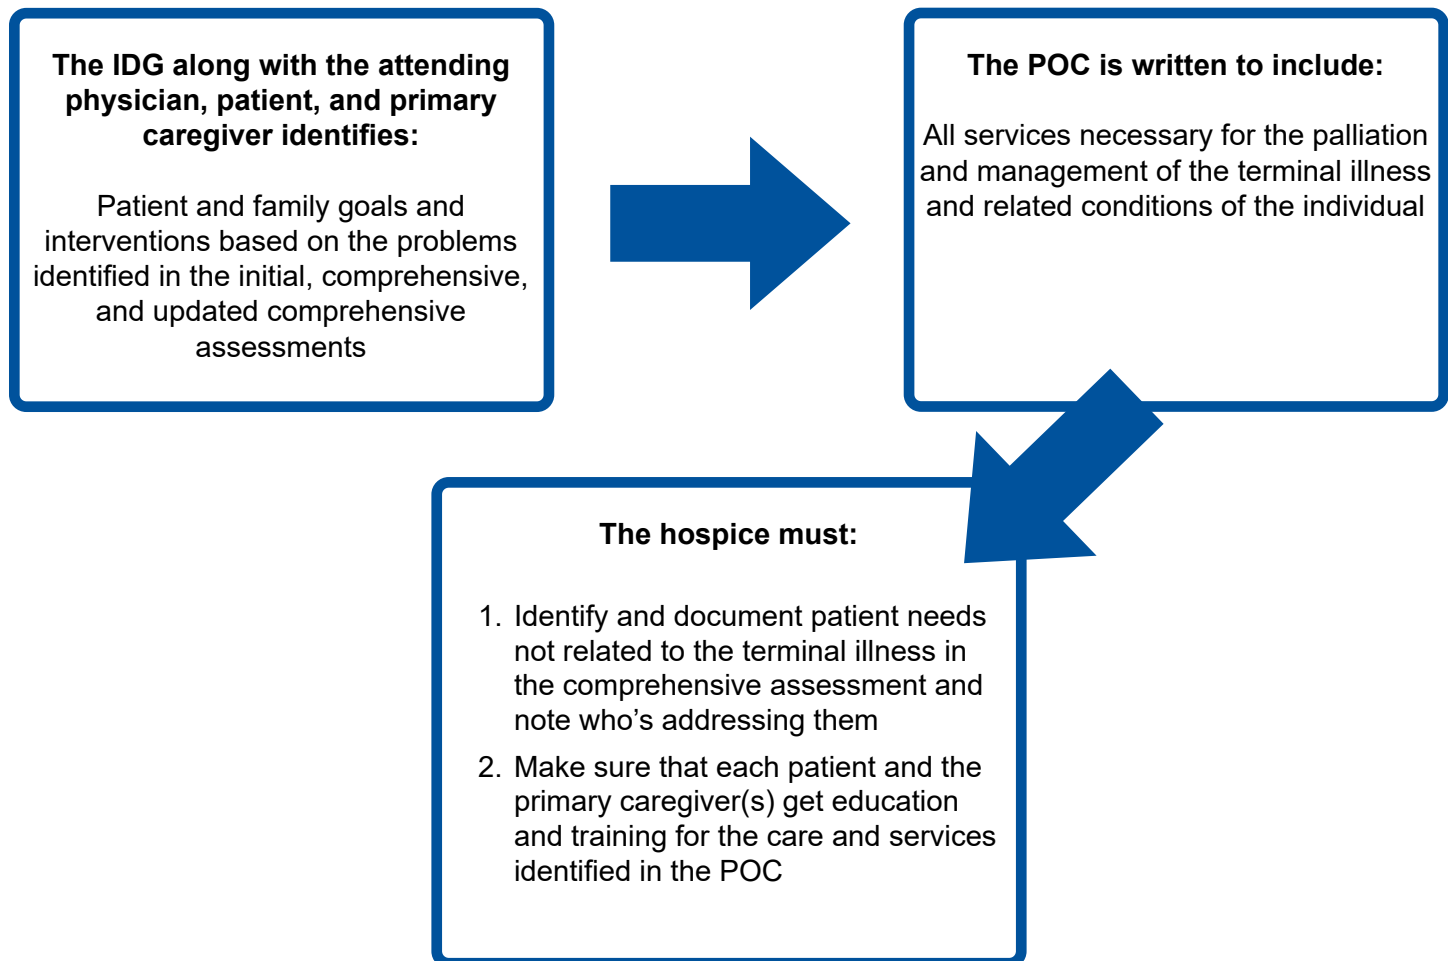 The IDG along with the attending
physician, patient, and primary
caregiver identifies:
Patient and family goals and
interventions based on the problems
identified in the initial, comprehensive,
and updated comprehensive
assessments
The POC is written to include:
All services necessary for the palliation
and management of the terminal illness
and related conditions of the individual
The hospice must:
1. Identify and document patient needs
not related to the terminal illness in
the comprehensive assessment and
note who’s addressing them
2. Make sure that each patient and the
primary caregiver(s) get education
and training for the care and services
identified in the POC